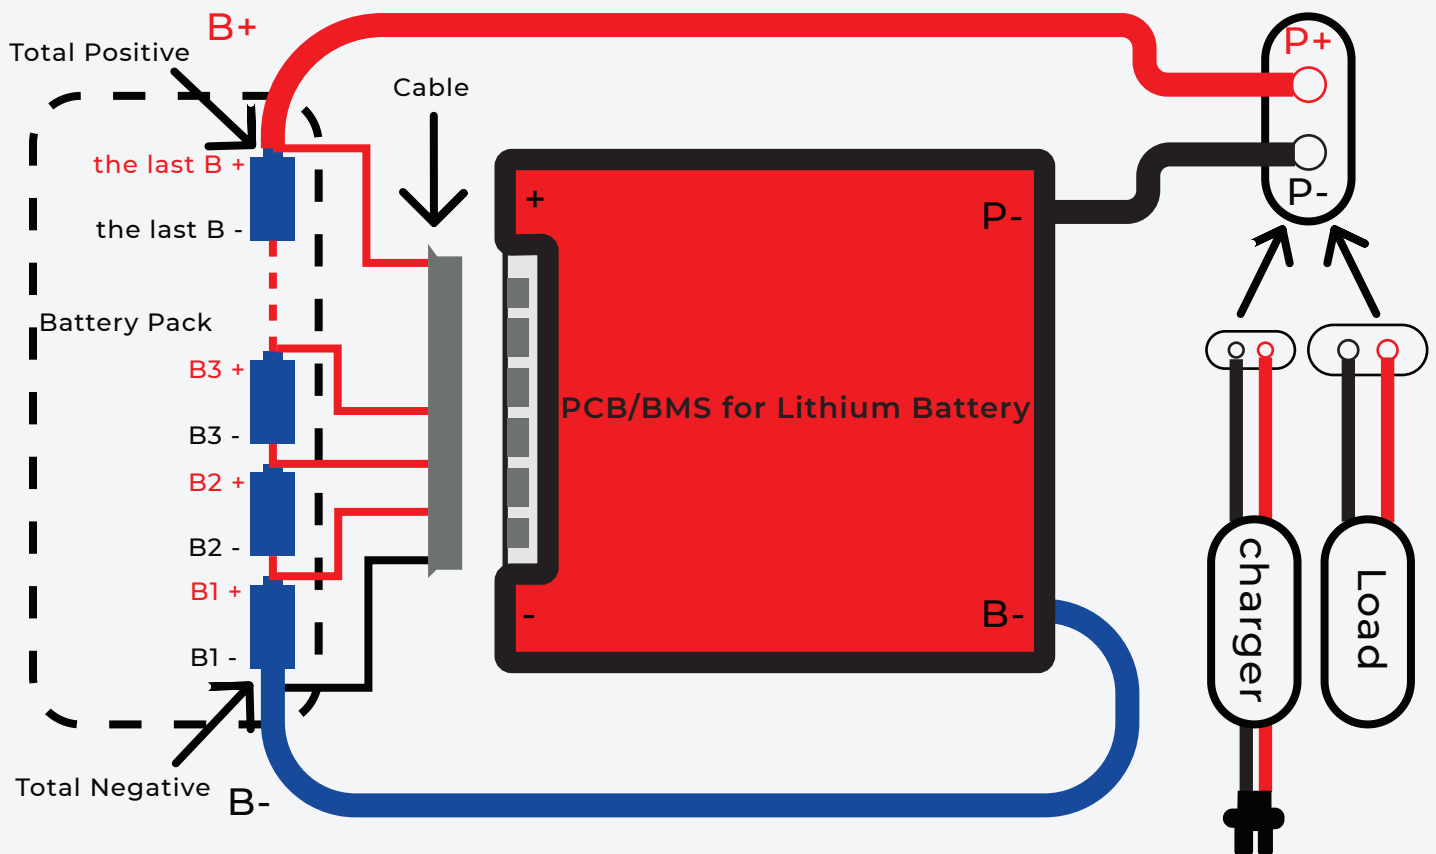 B+
Total Positive
Cable
P+
the last B +
+
P-
P-
the last B -
Battery Pack
B3 +
PCB/BMS for Lithium Battery
B3 -
B2 +
B2 -
B1 +
-
B-
B1 -
charger
Load
Total Negative
B-